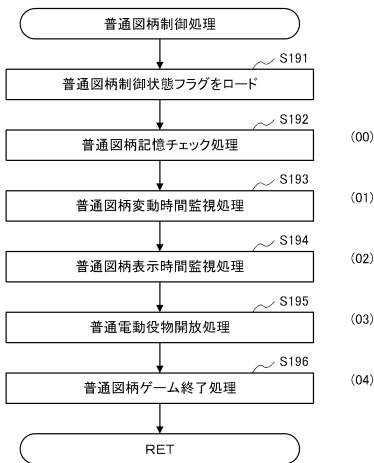 普通図柄制御処理
S191
普通図柄制御状態フラグをロード
S192
普通図柄記憶チェック処理
(00)
S193
普通図柄変動時間監視処理
(01)
S194
普通図柄表示時間監視処理
(02)
S195
普通電動役物開放処理
(03)
S196
普通図柄ゲーム終了処理
(04)
RET